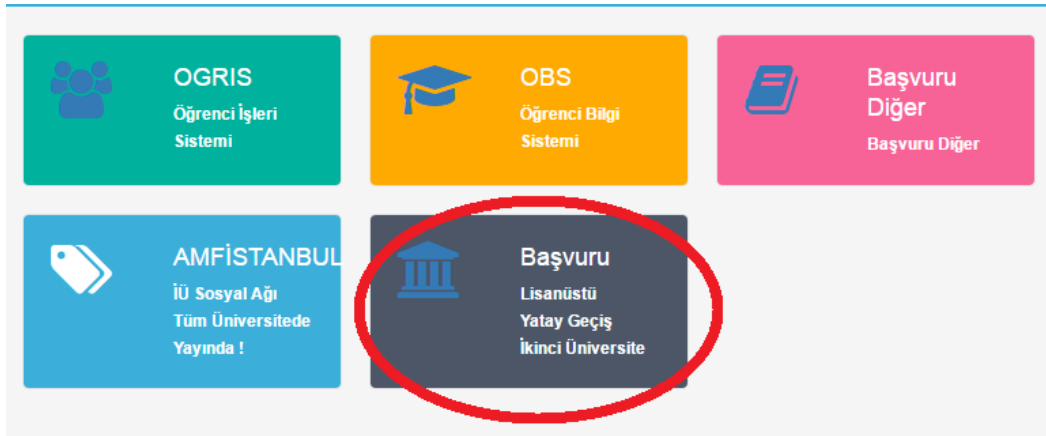 OGRIS
Öğrenci İşleri
Sistemi
OBS
Öğrenci Bilgi
Sistemi
Başvuru
Diğer
Başvuru Diğer
AMFİSTANBUL
İÜ Sosyal Ağı
Tüm Üniversitede
Yayında !
Başvuru
Lisanüstü
Yatay Geçiş
İkinci Üniversite